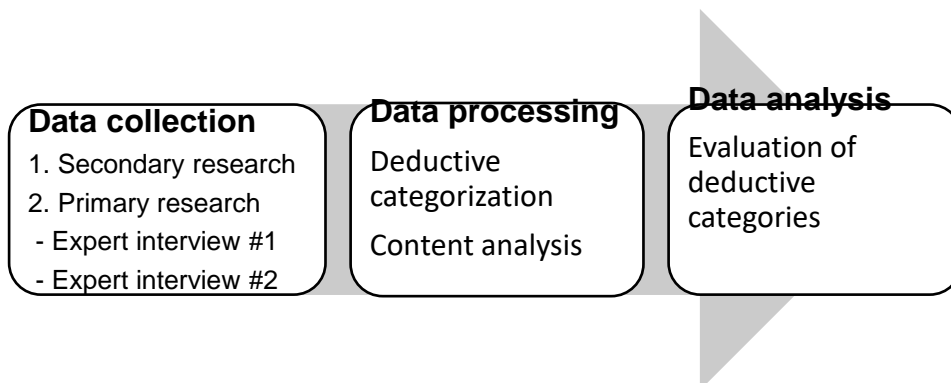 Data collection
1. Secondary research
2. Primary research
- Expert interview #1
- Expert interview #2
Data processing
Deductive
categorization
Content analysis
Data analysis
Evaluation of
deductive
categories